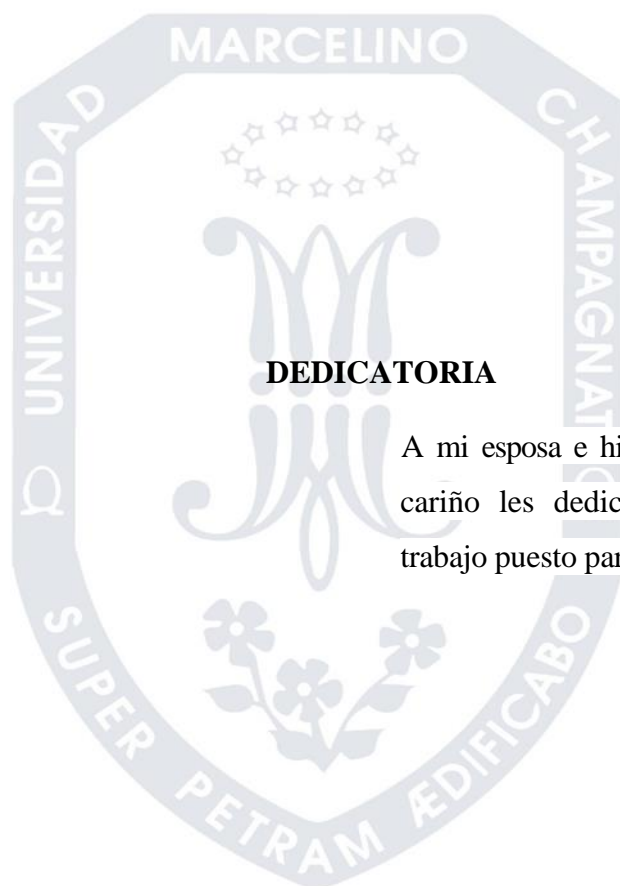 MARCELINO
UNIVERSIDAD
CHAMPAGNAT
DEDICATORIA
A mi esposa e
cariño les
trabajo puesto
SUPER PETRAM ÆDIFICABO